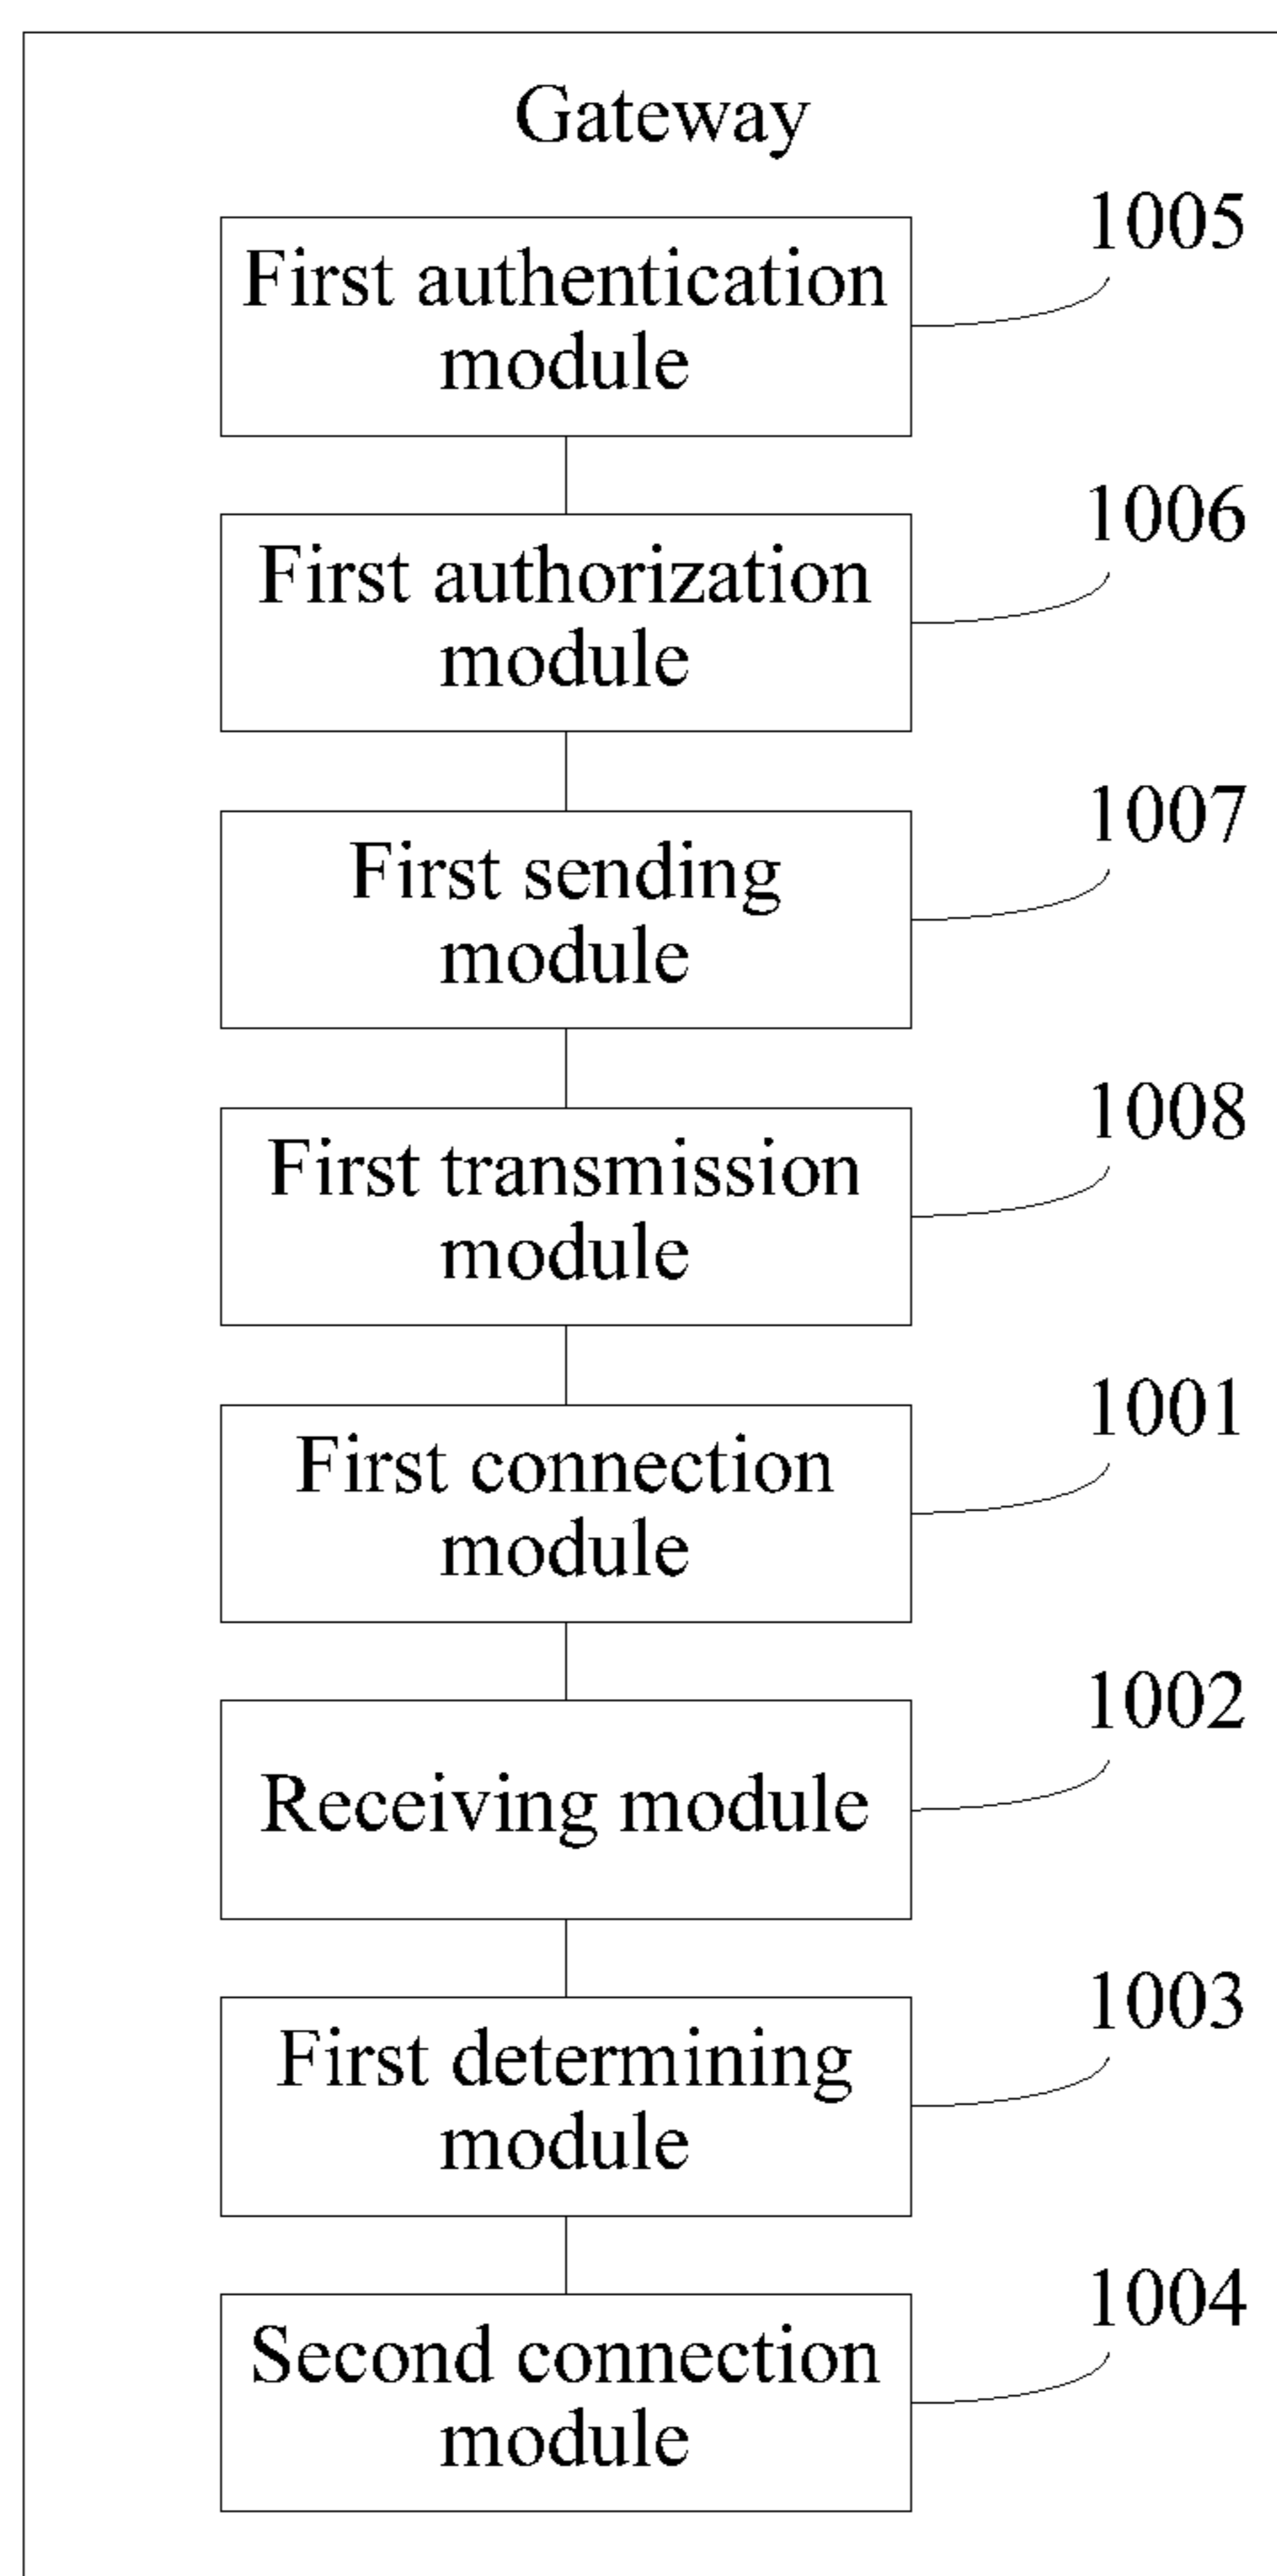 Gateway
1005
First authentication
module
1006
First authorization
module
1007
First sending
module
1008
First transmission
module
1001
First connection
module
1002
Receiving module
1003
First determining
module
1004
Second connection
module